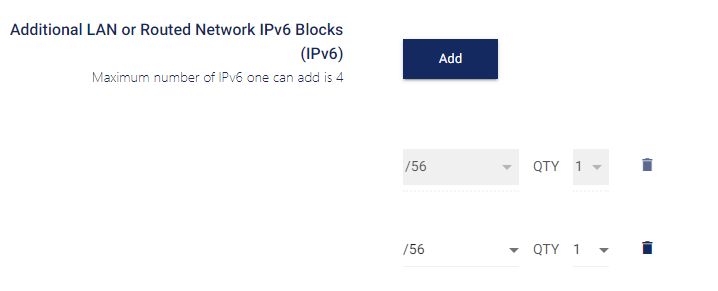 Additional LAN or Routed Network IPv6 Blocks
(IPv6)
Maximum number of IPv6 one can add is 4
Add
/56 QTY 1
/56 QTY 1